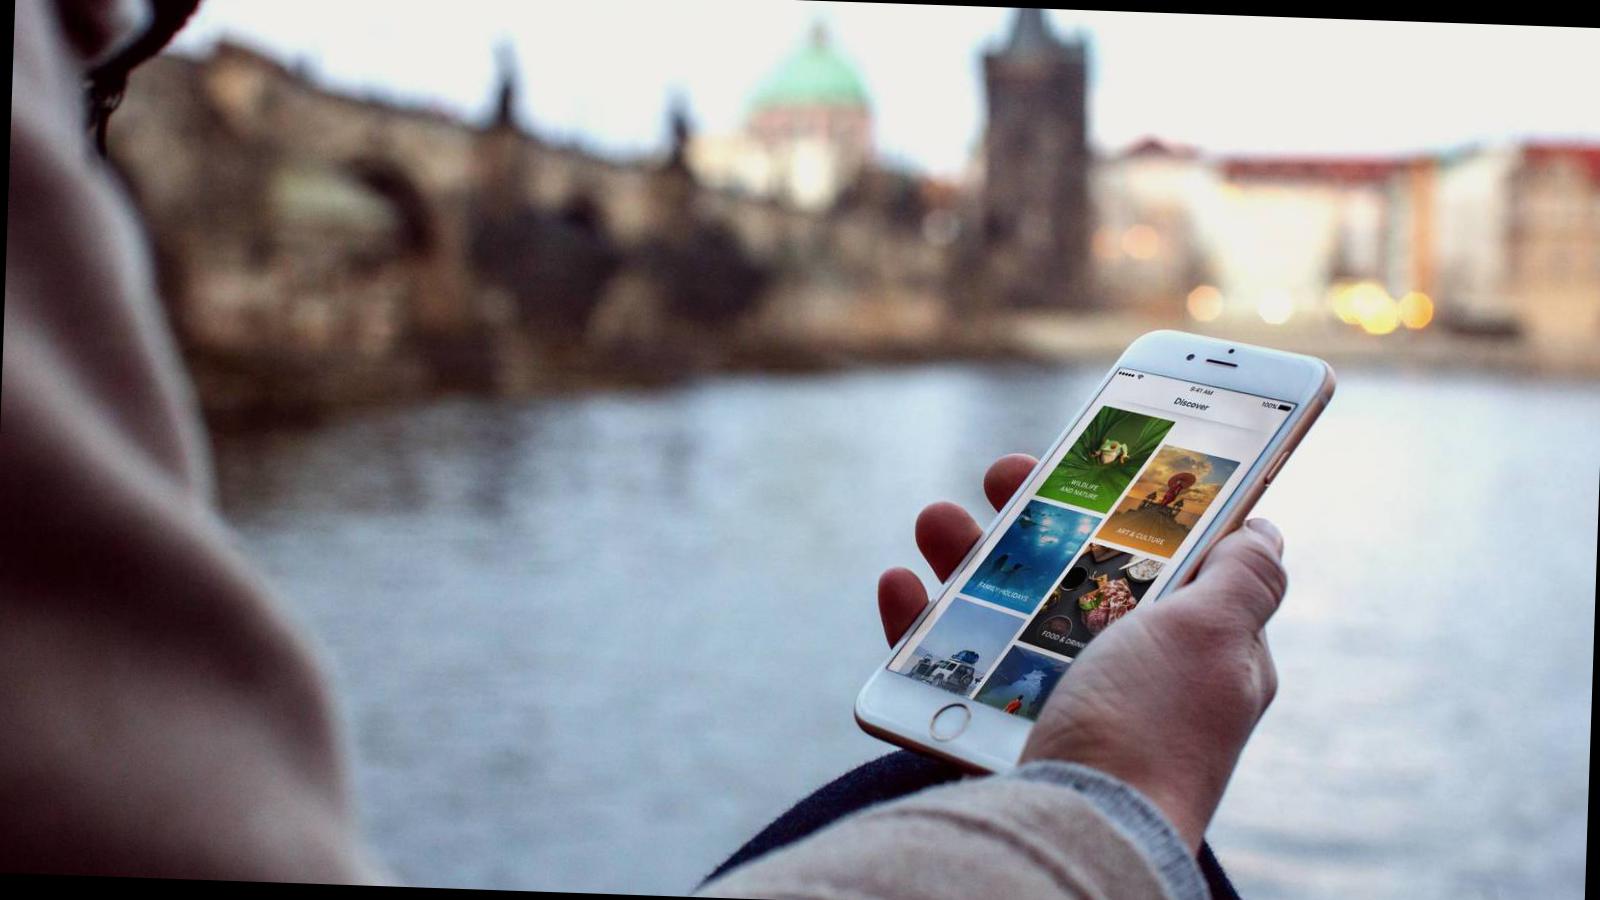 9:41 AM
100%
Discover
WILDLIFE
AND NATURE
ART & CULTURE
FAMILY HOLIDAYS
FOOD & DRINK